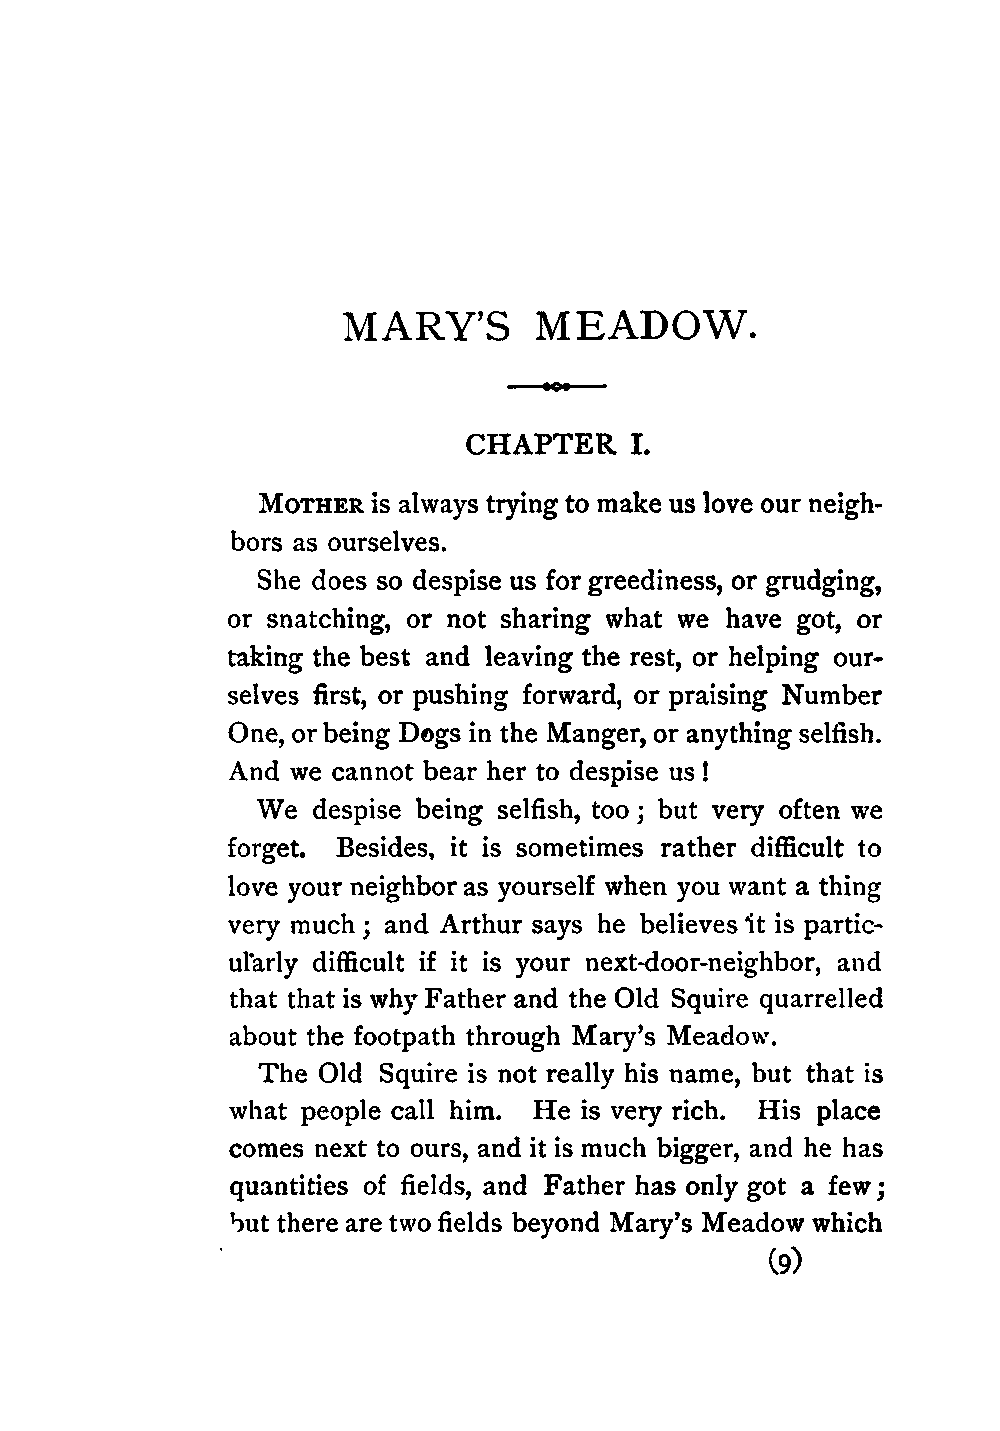 MARY'S MEADOW.
CHAPTER I.
MOTHER is always trying to make us love our neigh-
bors as ourselves.
She does so despise us for greediness, or grudging,
or snatching, or not sharing what we have got, or
taking the best and leaving the rest, or helping our-
selves first, or pushing forward, or praising Number
One, or being Dogs in the Manger, or anything selfish.
And we cannot bear her to despise us!
We despise being selfish, too; but very often we
forget. Besides, it is sometimes rather difficult to
love your neighbor as yourself when you want a thing
very much; and Arthur says he believes it is partic-
ularly difficult if it is your next-door-neighbor, and
that that is why Father and the Old Squire quarrelled
about the footpath through Mary's Meadow.
The Old Squire is not really his name, but that is
what people call him. He is very rich. His place
comes next to ours, and it is much bigger, and he has
quantities of fields, and Father has only got a few;
but there are two fields beyond Mary's Meadow which
(9)